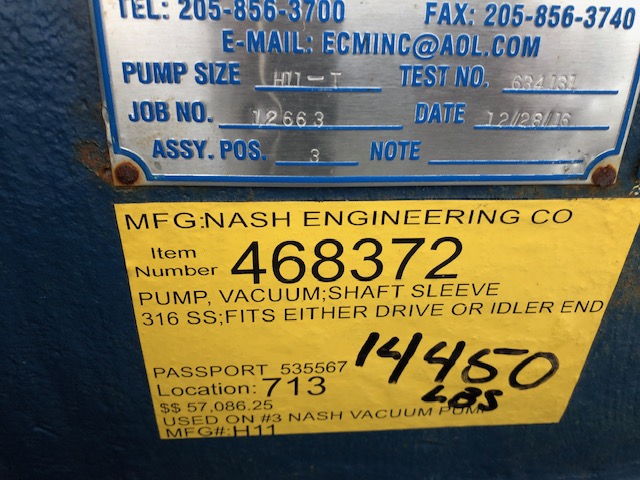 TEL: 205-856-3700 FAX: 205-856-3740
E-MAIL: ECMINC@AOL.COM
PUMP SIZE H11-T TEST NO. 634131
JOB NO. 12663 DATE 12/28/16
ASSY. POS. 3 NOTE
MFG:NASH ENGINEERING CO
Item
Number 468372
PUMP, VACUUM;SHAFT SLEEVE
316 SS;FITS EITHER DRIVE OR IDLER END
PASSPORT 535567
14450
Location: 713
LBS
$$ 57,086.25
USED ON #3 NASH VACUUM PUMP
MFG#:H11